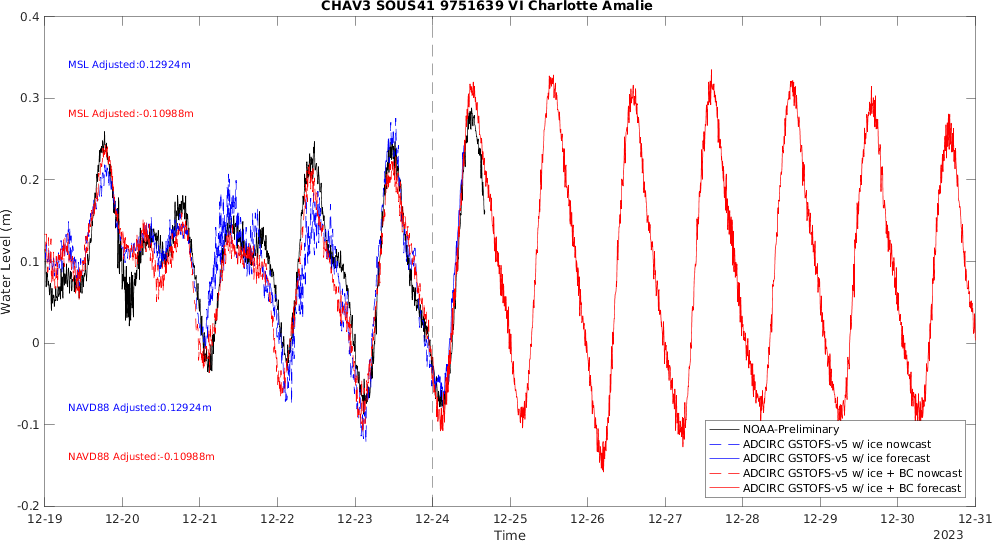 CHAV3 SOUS41 9751639 VI Charlotte Amalie
0.4
0.3
0.2
0.1
0
-0.1
-0.2
Water Level (m)
MSL Adjusted:0.12924m
MSL Adjusted:-0.10988m
NAVD88 Adjusted:0.12924m
NAVD88 Adjusted:-0.10988m
NOAA-Preliminary
ADCIRC GSTOFS-v5 w/ ice nowcast
ADCIRC GSTOFS-v5 w/ ice forecast
ADCIRC GSTOFS-v5 w/ ice + BC nowcast
ADCIRC GSTOFS-v5 w/ ice + BC forecast
12-19 12-20 12-21 12-22 12-23 12-24 12-25 12-26 12-27 12-28 12-29 12-30 12-31
Time
2023